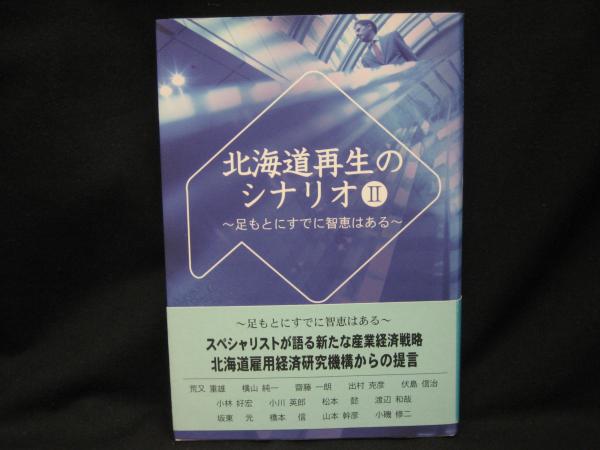 北海道再生の
シナリオⅡ
～足もとにすでに智恵はある～
～足もとにすでに智恵はある～
スペシャリストが語る新たな産業経済戦略
北海道雇用経済研究機構からの提言
荒又 重雄 横山 純一 齋藤 一朗 出村 克彦 伏島 信治
小林 好宏 小川 英郎 松本 懿 渡辺 和哉
坂東 元 橋本 信 山本 幹彦 小磯 修二